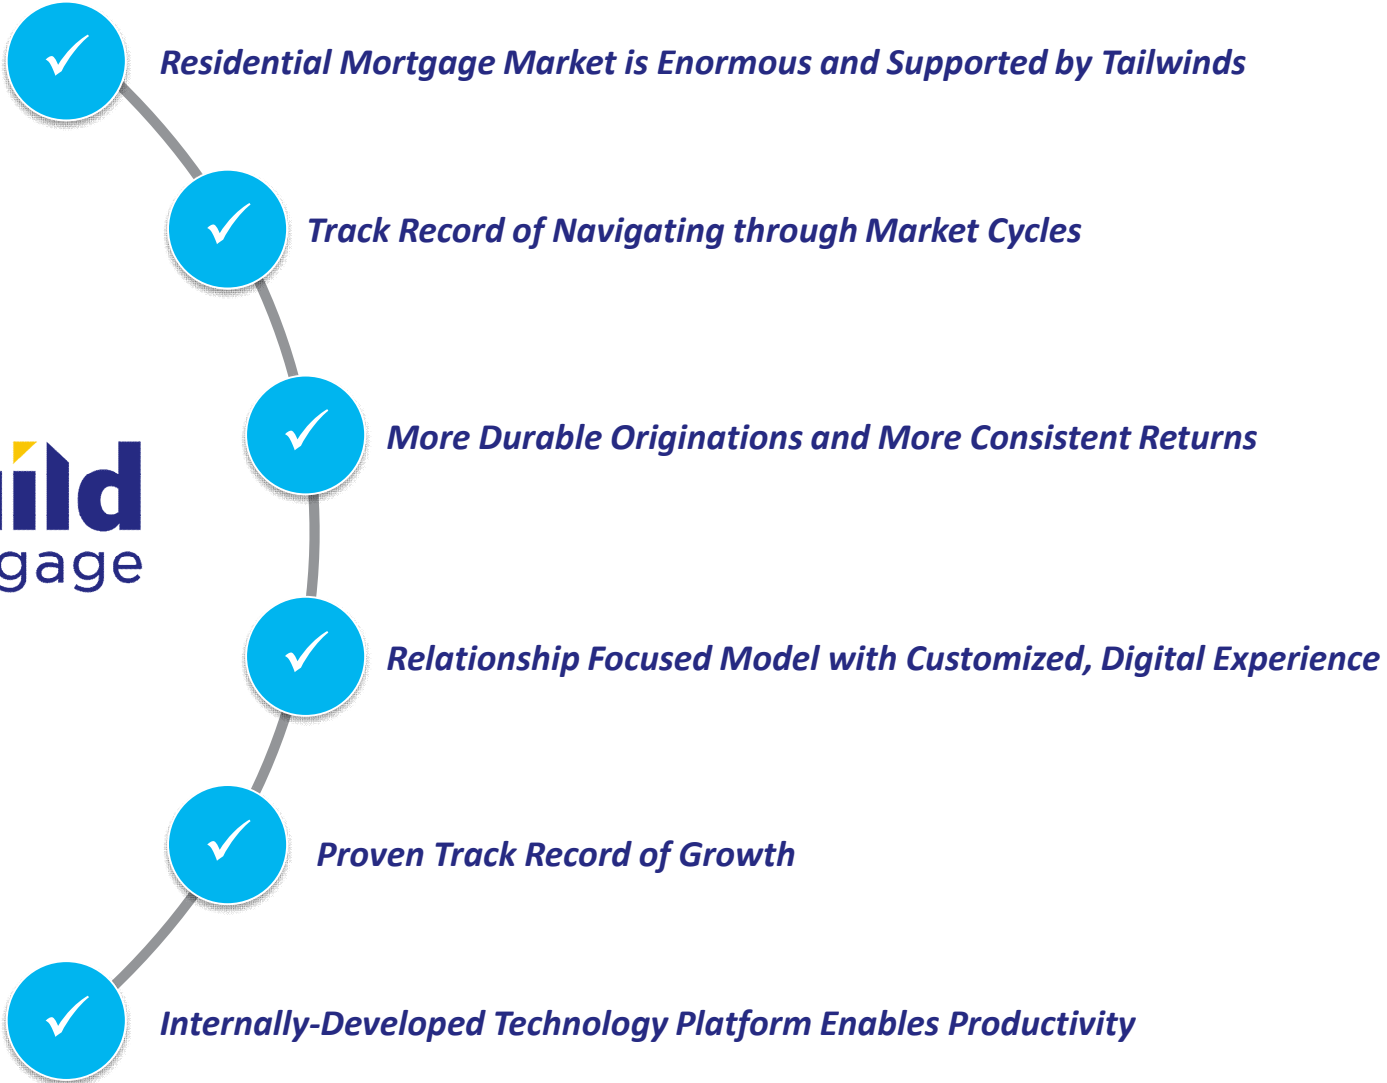 Residential Mortgage Market is Enormous and Supported by Tailwinds
Track Record of Navigating through Market Cycles
More Durable Originations and More Consistent Returns
Relationship Focused Model with Customized, Digital Experience
Proven Track Record of Growth
Internally-Developed Technology Platform Enables Productivity